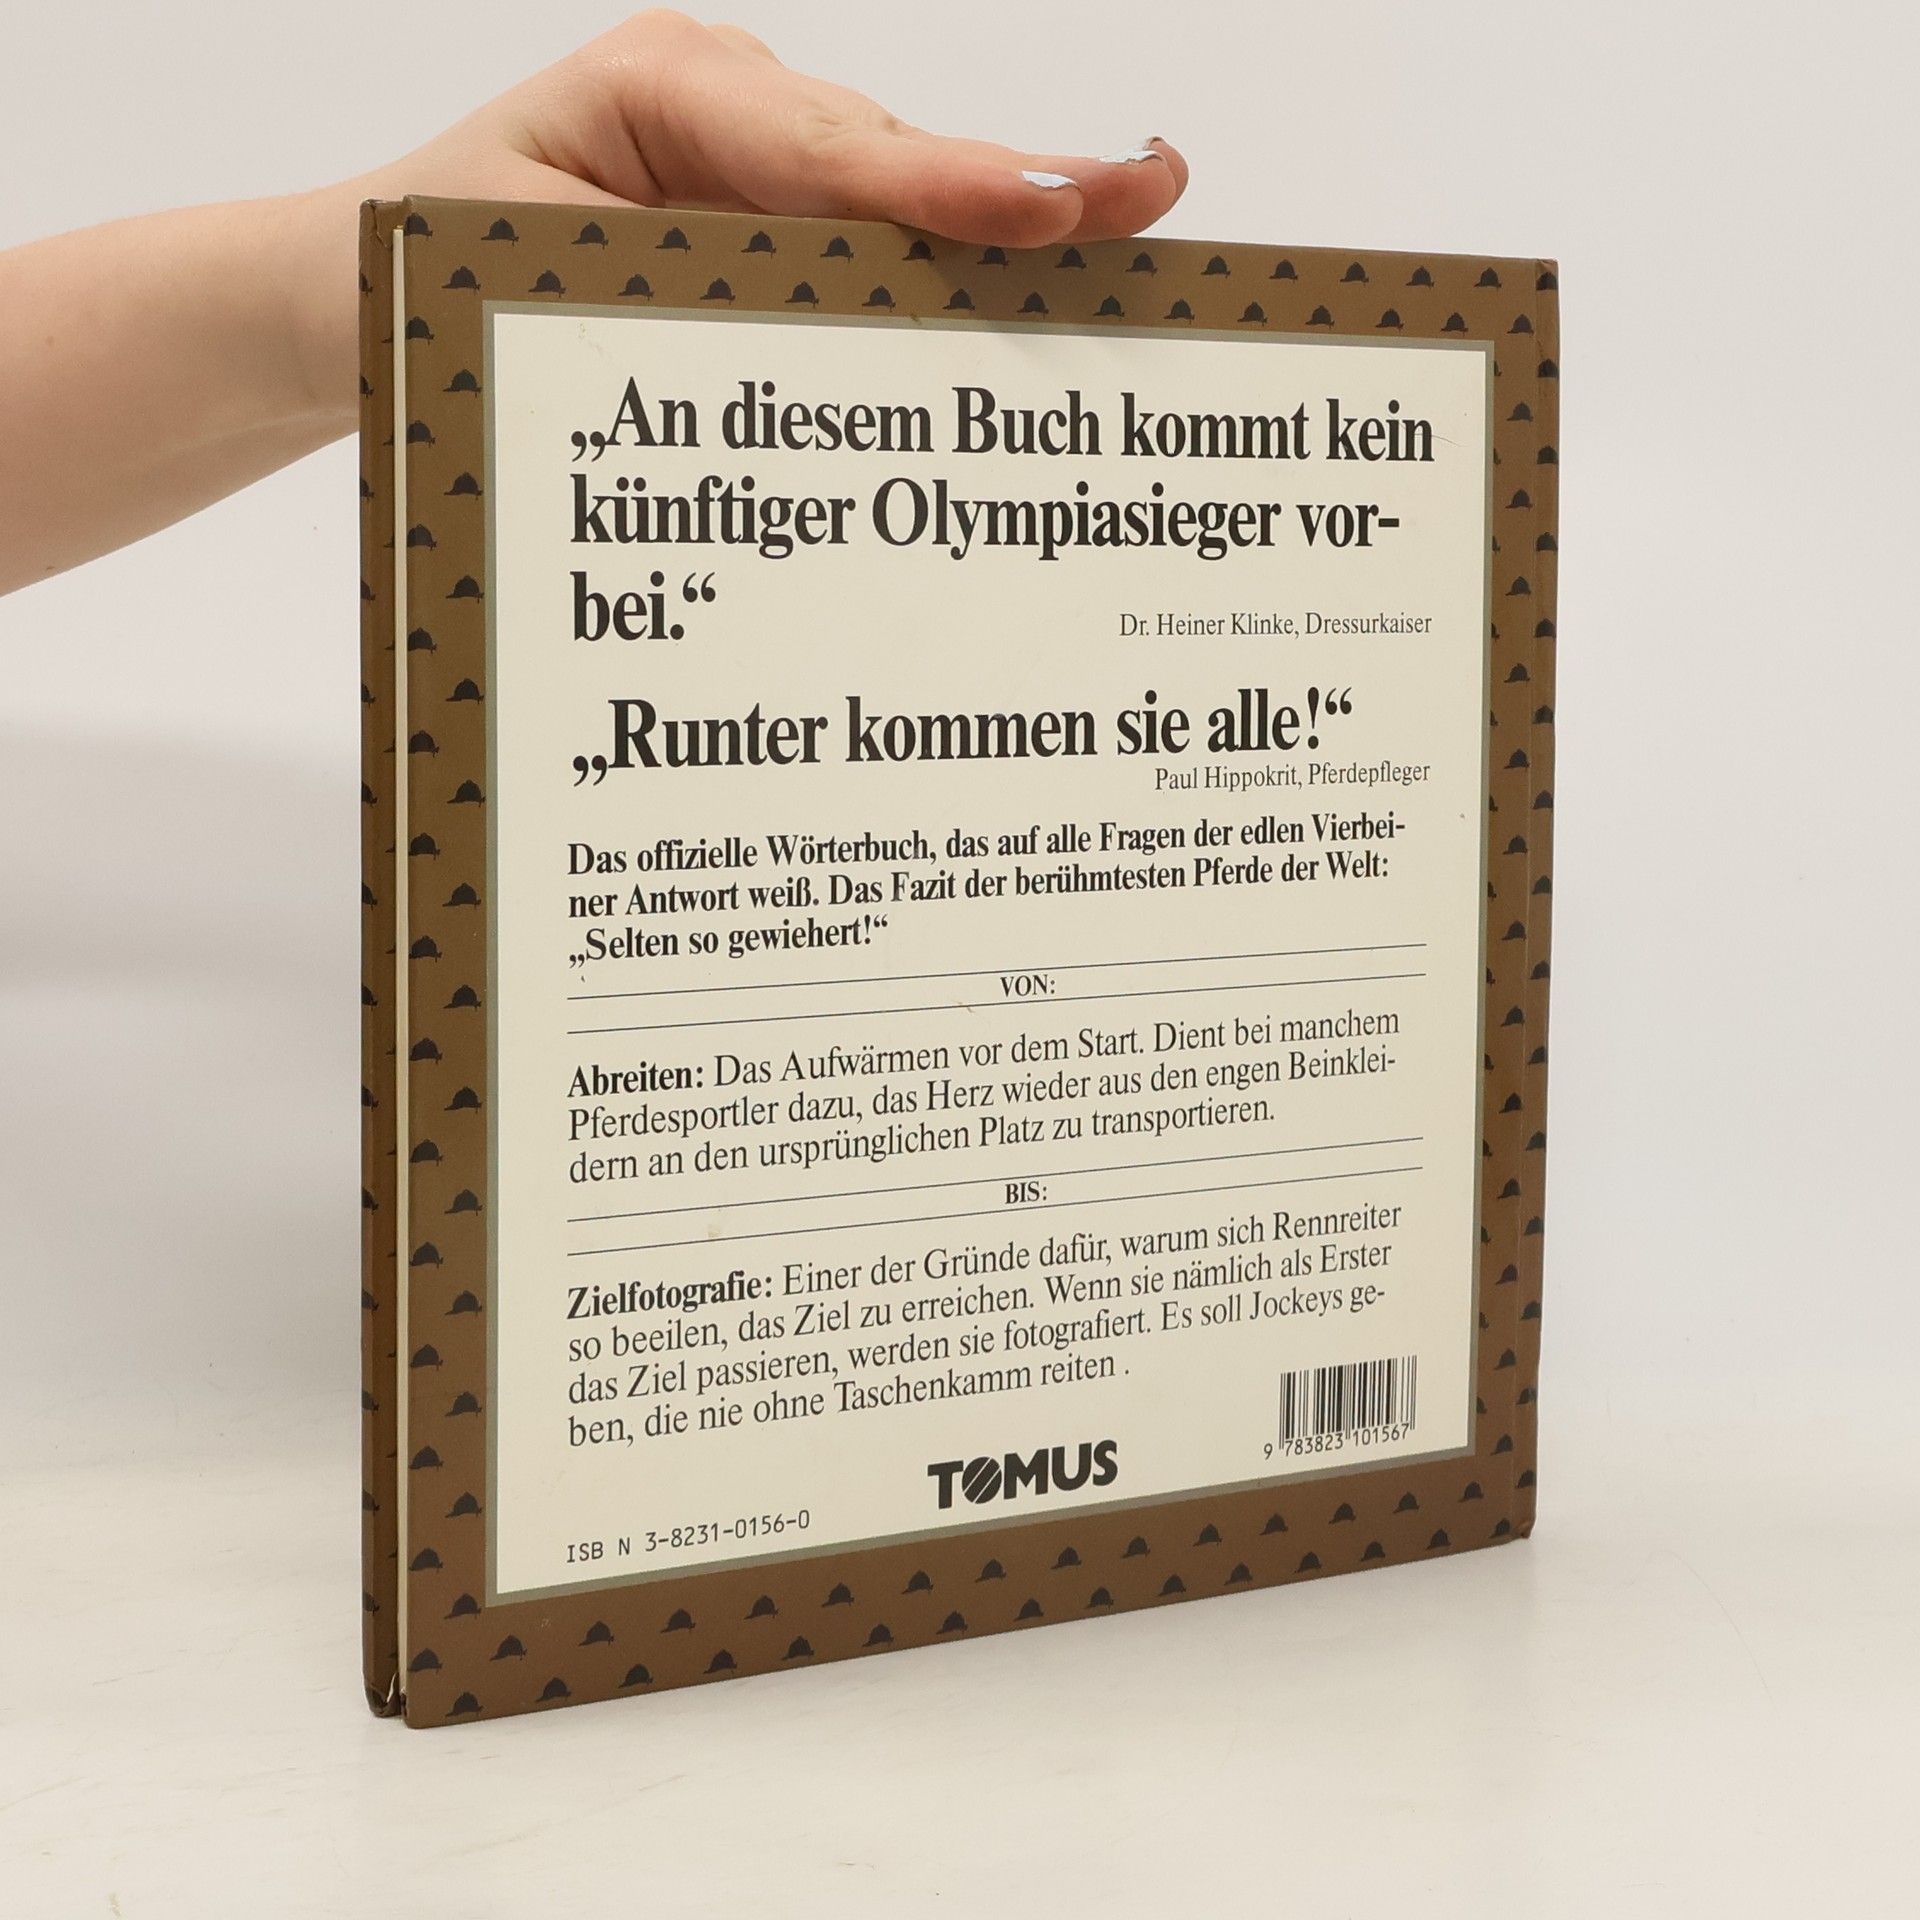 „An diesem Buch kommt kein
künftiger Olympiasieger vor-
bei.“
Dr. Heiner Klinke, Dressurkaiser
„Runter kommen sie alle!“
Paul Hippokrit, Pferdepfleger
Das offizielle Wörterbuch, das auf alle Fragen der edlen Vierbei-
ner Antwort weiß. Das Fazit der berühmtesten Pferde der Welt:
„Selten so gewiehert!“
VON:
Abreiten: Das Aufwärmen vor dem Start. Dient bei manchem
Pferdesportler dazu, das Herz wieder aus den engen Beinklei-
dern an den ursprünglichen Platz zu transportieren.
BIS:
Zielfotografie: Einer der Gründe dafür, warum sich Rennreiter
so beeilen, das Ziel zu erreichen. Wenn sie nämlich als Erster
das Ziel passieren, werden sie fotografiert. Es soll Jockeys ge-
ben, die nie ohne Taschenkamm reiten .
9 783823 101567
TOMUS
ISB N 3-8231-0156-0